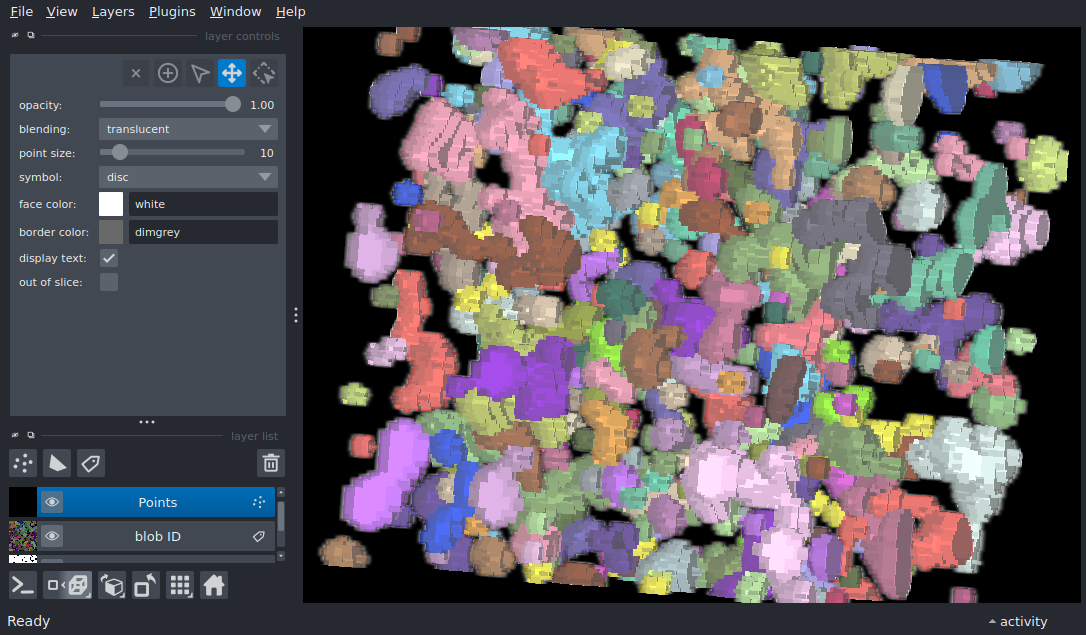 File View Layers Plugins Window Help
layer controls
opacity: 1.00
blending: translucent
point size: 10
symbol: disc
face color: white
border color: dimgrey
display text:
out of slice:
layer list
Points
blob ID
Ready activity